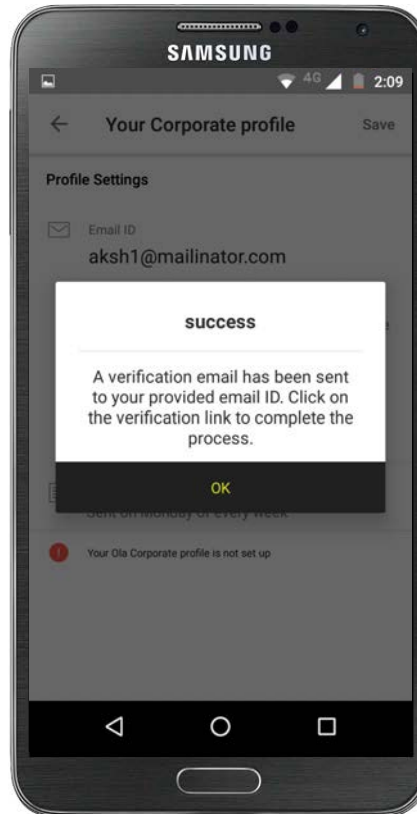 SAMSUNG
4G 2:09
Your Corporate profile Save
Profile Settings
Email ID
aksh1@mailinator.com
success
A verification email has been sent
to your provided email ID. Click on
the verification link to complete the
process.
OK
Sent on Monday of every week
Your Ola Corporate profile is not set up